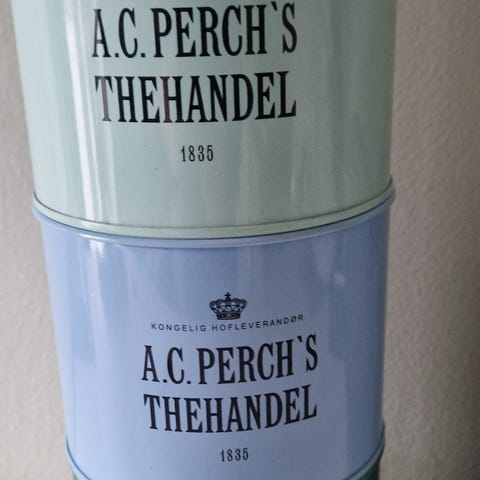 A.C. PERCH`S
THEHANDEL
1835
KONGELIG HOFLEVERANDØR
A.C. PERCH`S
THEHANDEL
1835